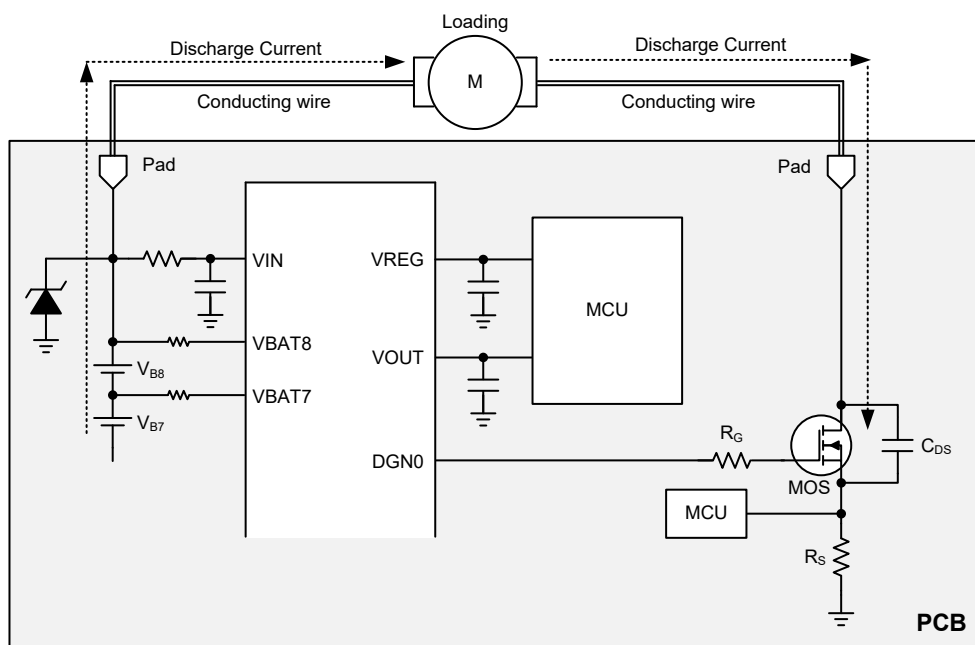 Loading
Discharge Current
Discharge Current
M
Conducting wire
Conducting wire
Pad
Pad
VIN
VREG
MCU
VBAT8
VOUT
VB8
VBAT7
VB7
RG
CDS
DGN0
MOS
MCU
RS
PCB